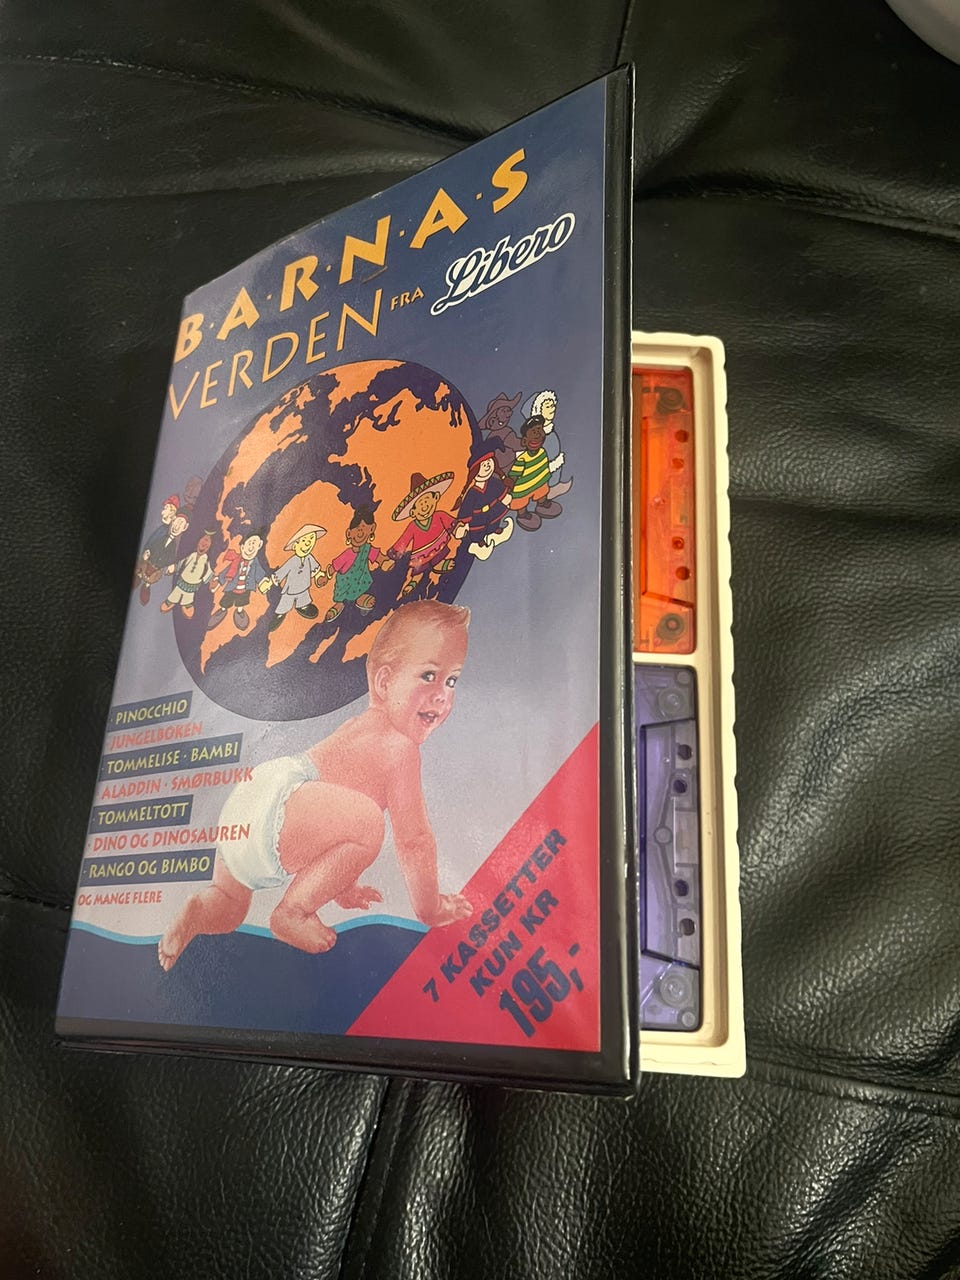 B·A·R·N·A·S
VERDEN FRA Libero
· PINOCCHIO
· JUNGELBOKEN
· TOMMELISE · BAMBI
· ALADDIN · SMØRBUKK
· TOMMELTOTT
· DINO OG DINOSAUREN
· RANGO OG BIMBO
OG MANGE FLERE
7 KASSETTER
KUN KR
195,-